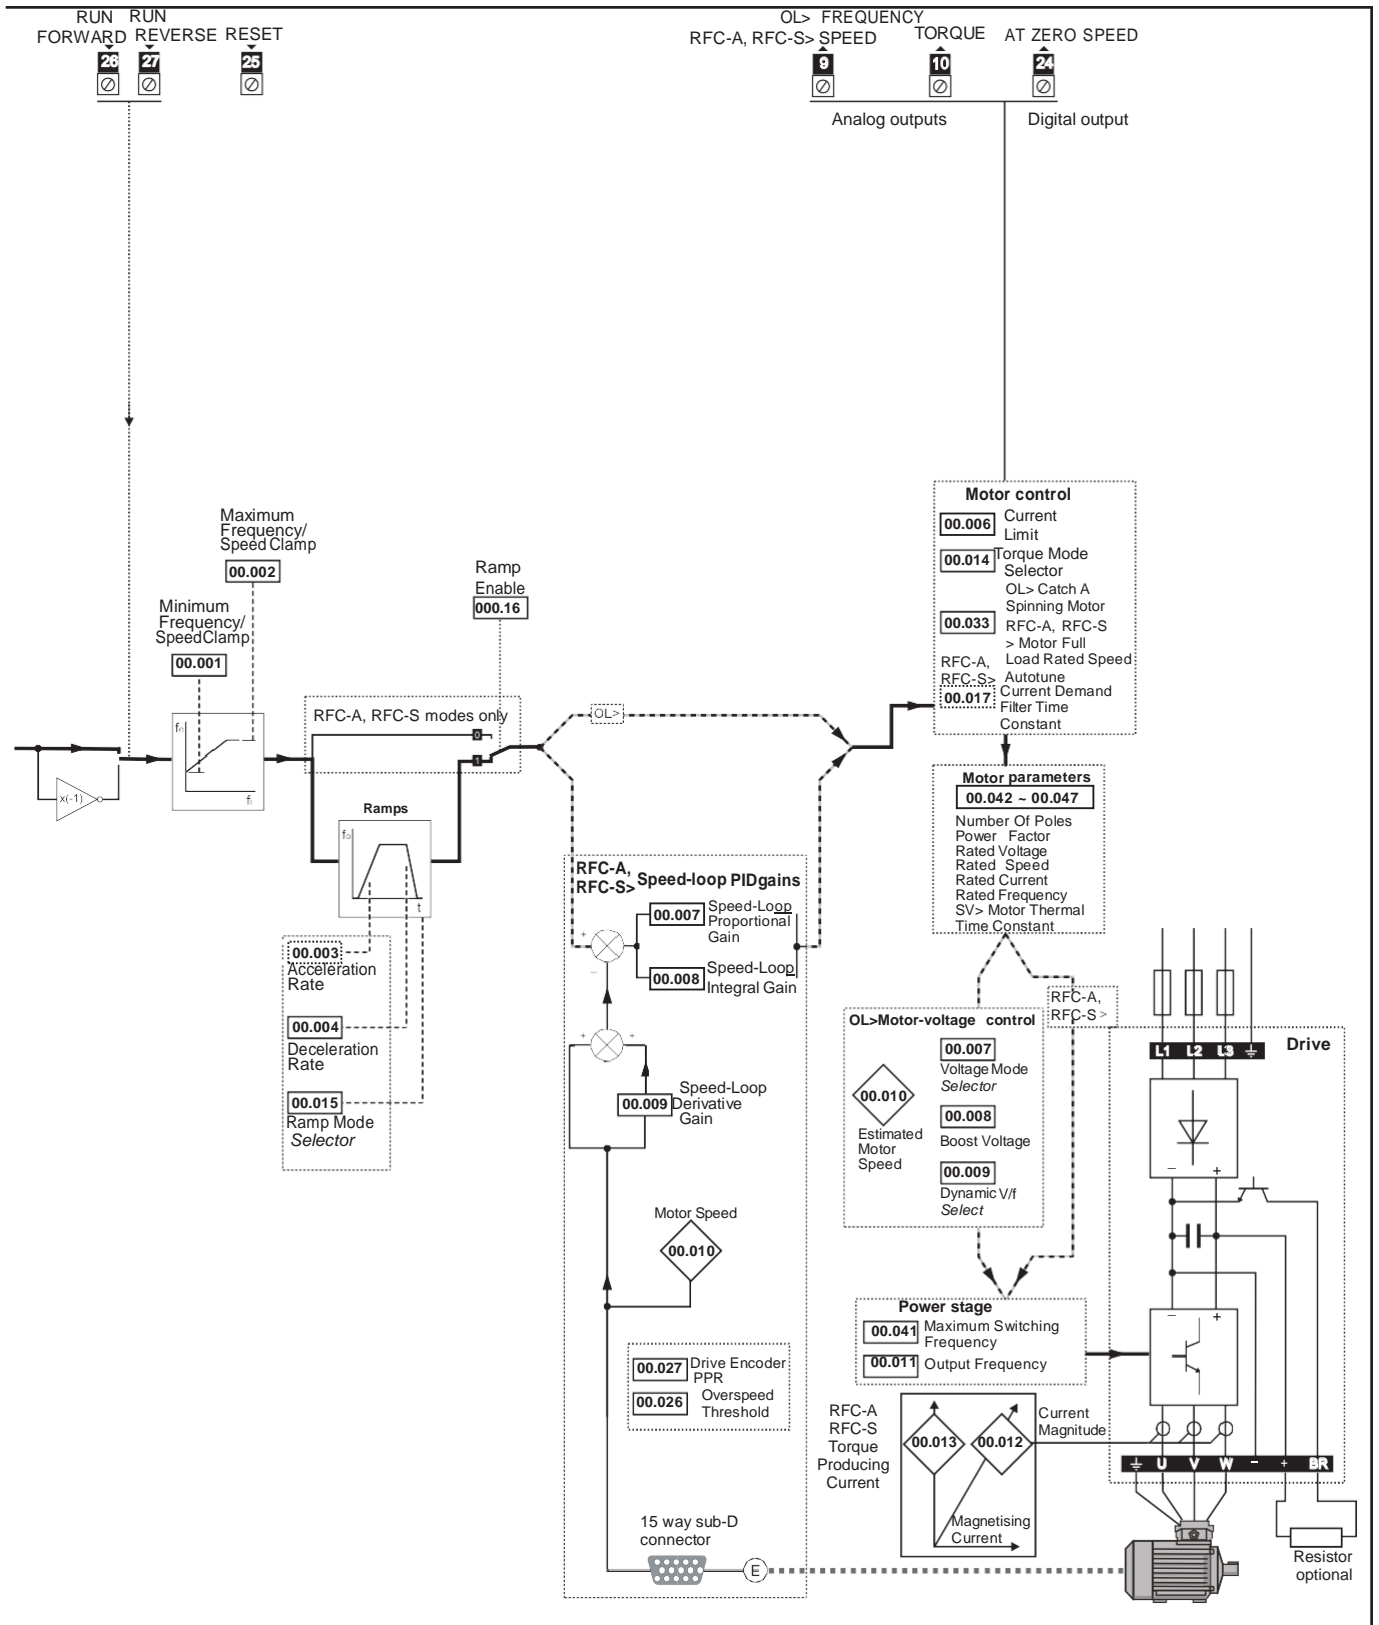 RUN RUN
FORWARD REVERSE RESET
26 27 25
OL> FREQUENCY
RFC-A, RFC-S> SPEED
TORQUE
AT ZERO SPEED
9 10 24
Analog outputs
Digital output
Maximum
Frequency/
Speed Clamp
00.002
Minimum
Frequency/
SpeedClamp
00.001
Ramp
Enable
000.16
RFC-A, RFC-S modes only
0
1
x(-1)
Ramps
t
00.003
Acceleration
Rate
00.004
Deceleration
Rate
00.015
Ramp Mode
Selector
OL>
Motor control
00.006 Current
Limit
00.014 Torque Mode
Selector
OL> Catch A
Spinning Motor
00.033 RFC-A, RFC-S
> Motor Full
Load Rated Speed
RFC-A,
RFC-S> Autotune
00.017 Current Demand
Filter Time
Constant
Motor parameters
00.042 ~ 00.047
Number Of Poles
Power Factor
Rated Voltage
Rated Speed
Rated Current
Rated Frequency
SV> Motor Thermal
Time Constant
RFC-A,
RFC-S> Speed-loop PIDgains
+
–
00.007 Speed-Loop
Proportional
Gain
00.008 Speed-Loop
Integral Gain
+ +
00.009 Speed-Loop
Derivative
Gain
Motor Speed
00.010
00.027 Drive Encoder
PPR
00.026 Overspeed
Threshold
15 way sub-D
connector
E
RFC-A,
RFC-S >
OL>Motor-voltage control
00.007
Voltage Mode
Selector
00.010
Estimated
Motor
Speed
00.008
Boost Voltage
00.009
Dynamic V/f
Select
Power stage
00.041 Maximum Switching
Frequency
00.011 Output Frequency
RFC-A
RFC-S
Torque
Producing
Current
00.013 00.012
Current
Magnitude
Magnetising
Current
Drive
L1 L2 L3
– +
– +
U V W – + BR
Resistor
optional